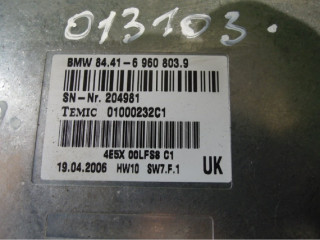 013103.
BMW 84.41-6 960 803.9
SN-Nr. 204981
TEMIC 01000232C1
4E5X 00LFS8 C1
19.04.2006 HW10 SW7.F.1 UK